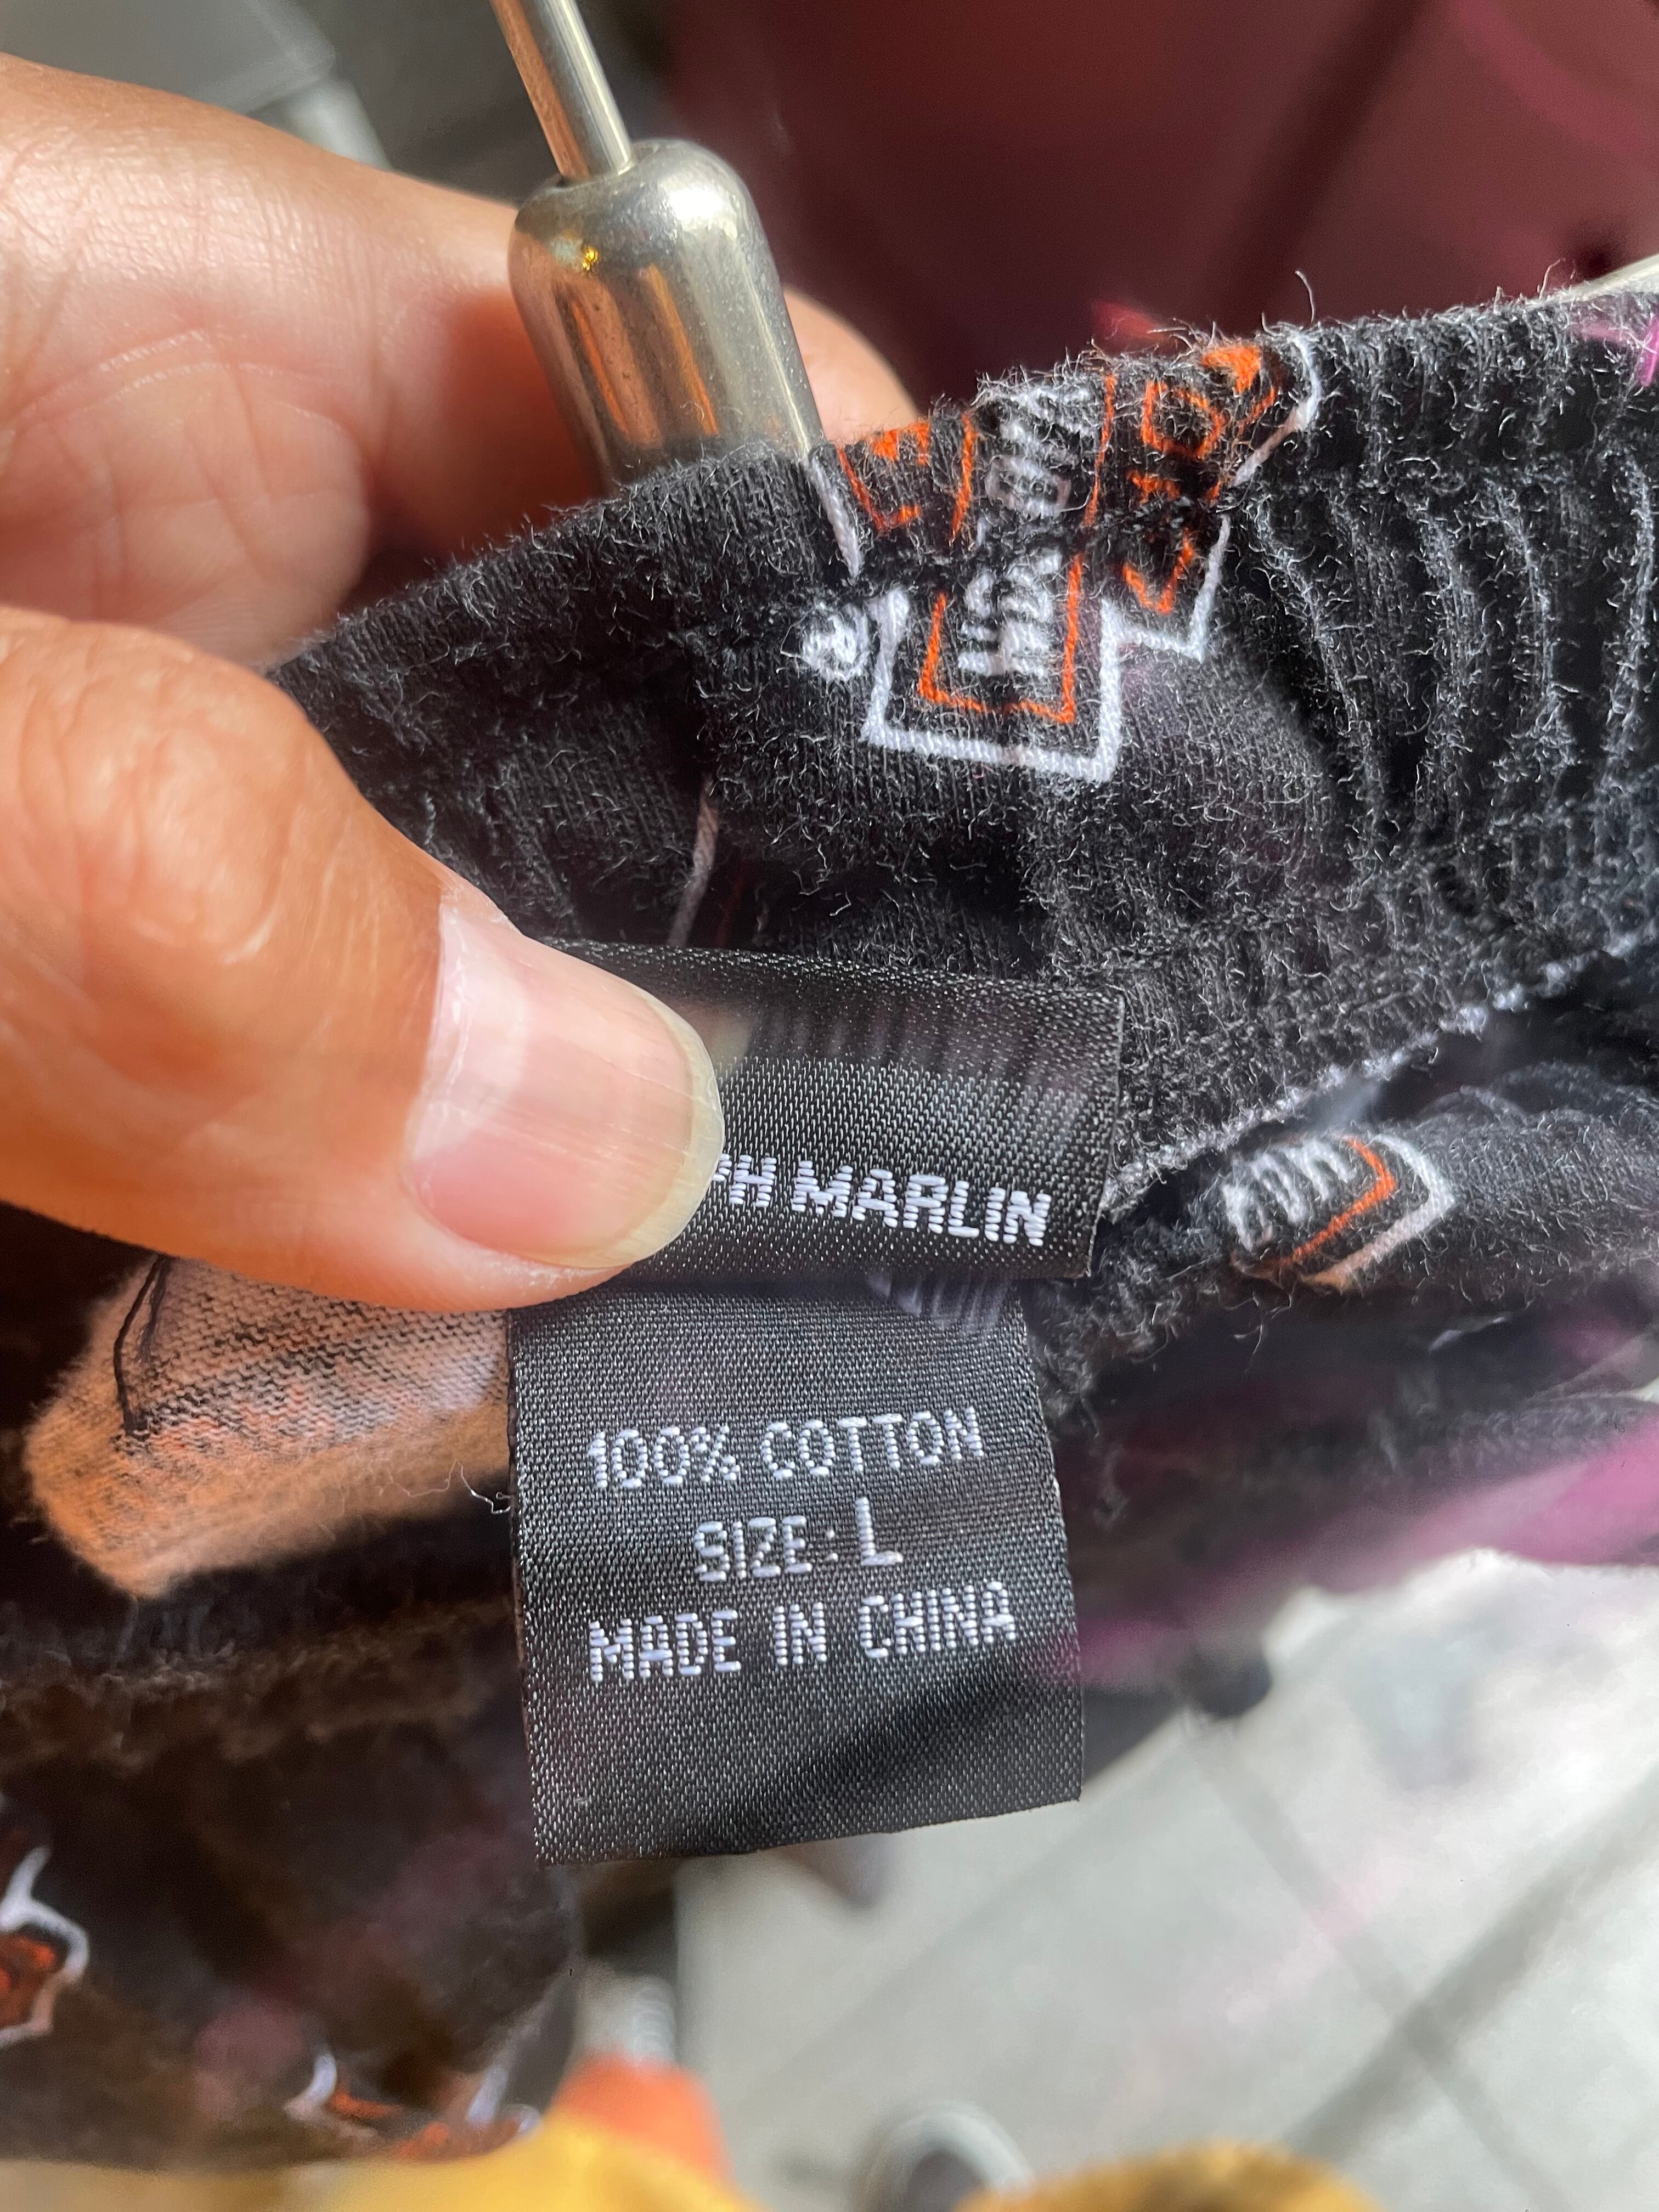 MARLIN
100% COTTON
SIZE: L
MADE IN CHINA